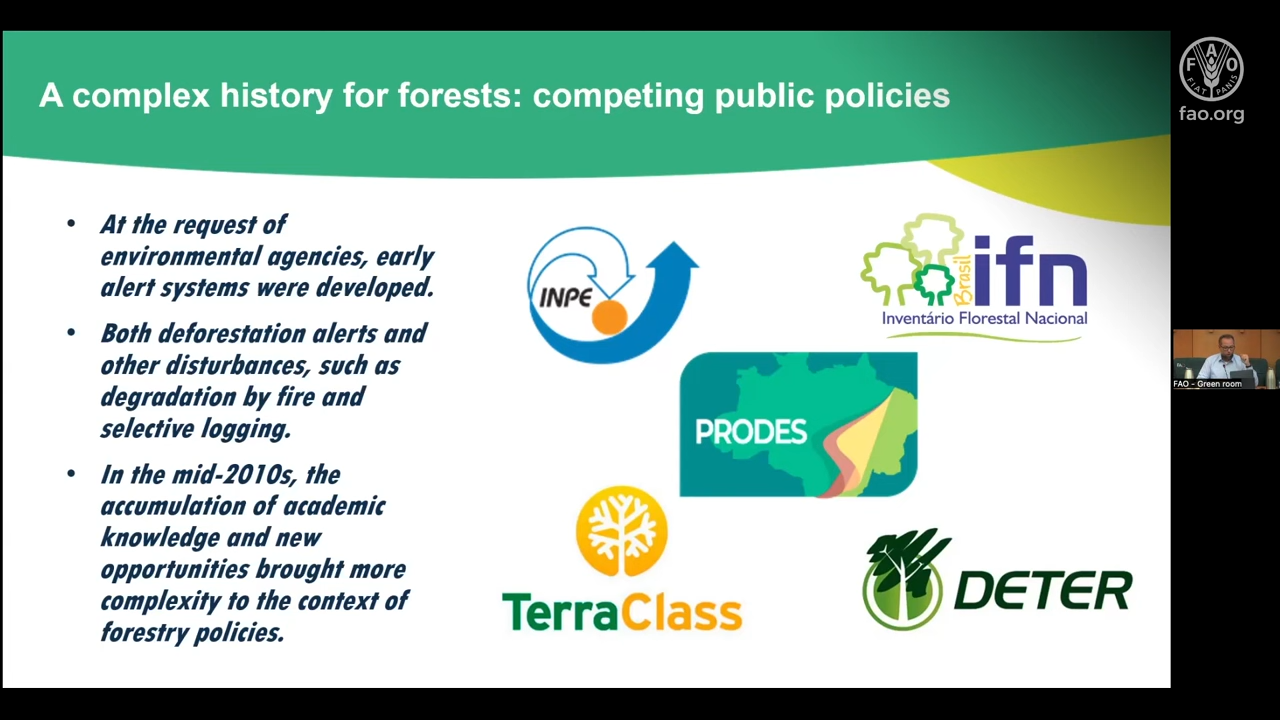 A complex history for forests: competing public policies
FAO
FIAT PANIS
fao.org
• At the request of
environmental agencies, early
alert systems were developed.
• Both deforestation alerts and
other disturbances, such as
degradation by fire and
selective logging.
• In the mid-2010s, the
accumulation of academic
knowledge and new
opportunities brought more
complexity to the context of
forestry policies.
INPE
Brasil
ifn
Inventário Florestal Nacional
PRODES
TerraClass
DETER
FAO - Green room